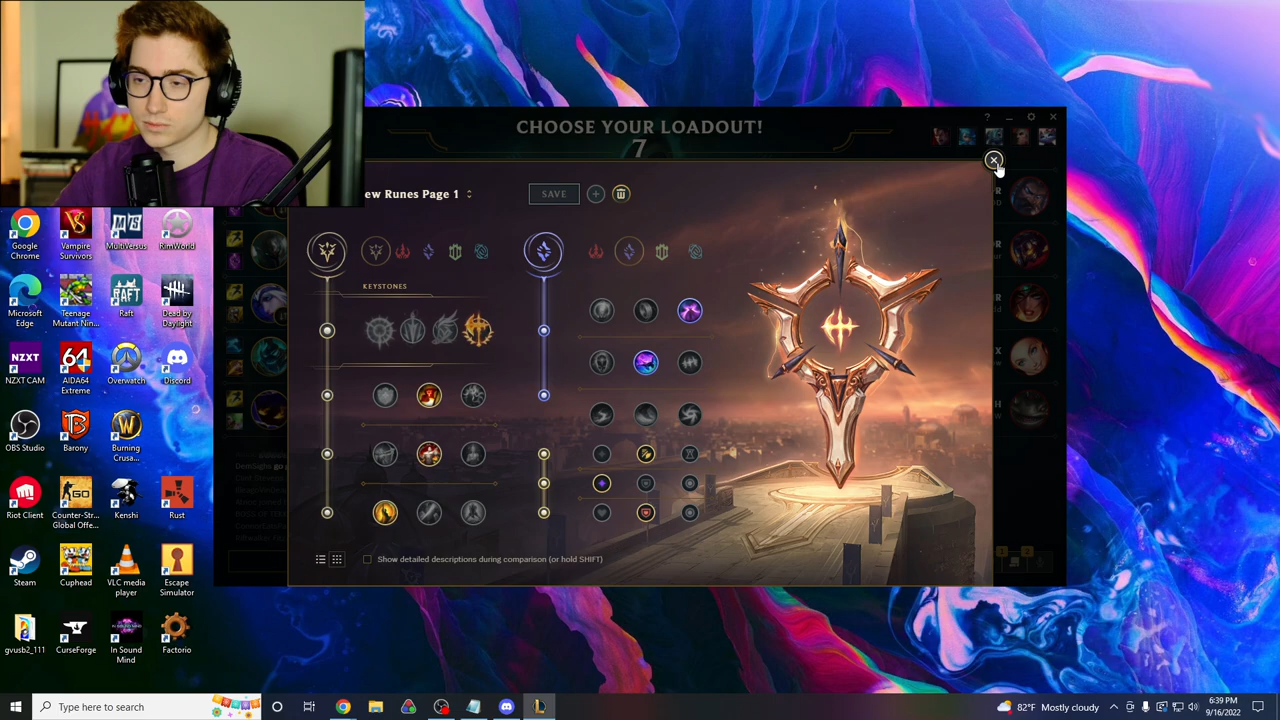 CHOOSE YOUR LOADOUT!
7
ew Runes Page 1
SAVE
KEYSTONES
Show detailed descriptions during comparison (or hold SHIFT)
Google Chrome
Vampire Survivors
MultiVersus
RimWorld
Microsoft Edge
Teenage Mutant Nin...
Raft
Dead by Daylight
NZXT
NZXT CAM
64
AIDA64 Extreme
Overwatch
Discord
OBS Studio
Barony
Burning Crusa...
Factorio
Riot Client
Counter-Str... Global Offe...
Kenshi
Rust
Steam
Cuphead
VLC media player
Escape Simulator
gvusb2_111
CurseForge
In Sound Mind
Type here to search
82°F Mostly cloudy
6:39 PM
9/16/2022